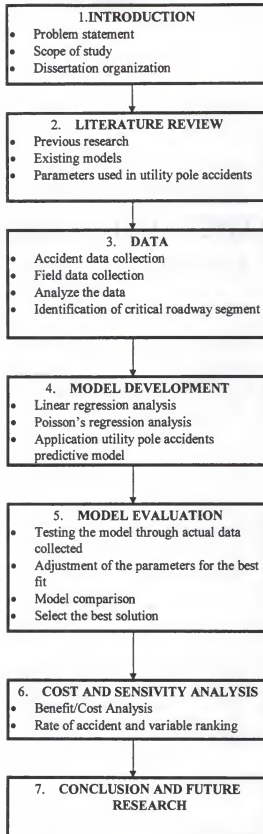 1.INTRODUCTION
• Problem statement
• Scope of study
• Dissertation organization
2. LITERATURE REVIEW
• Previous research
• Existing models
• Parameters used in utility pole accidents
3. DATA
• Accident data collection
• Field data collection
• Analyze the data
• Identification of critical roadway segment
4. MODEL DEVELOPMENT
• Linear regression analysis
• Poisson's regression analysis
• Application utility pole accidents
predictive model
5. MODEL EVALUATION
• Testing the model through actual data
collected
• Adjustment of the parameters for the best
fit
• Model comparison
• Select the best solution
6. COST AND SENSIVITY ANALYSIS
• Benefit/Cost Analysis
• Rate of accident and variable ranking
7. CONCLUSION AND FUTURE
RESEARCH